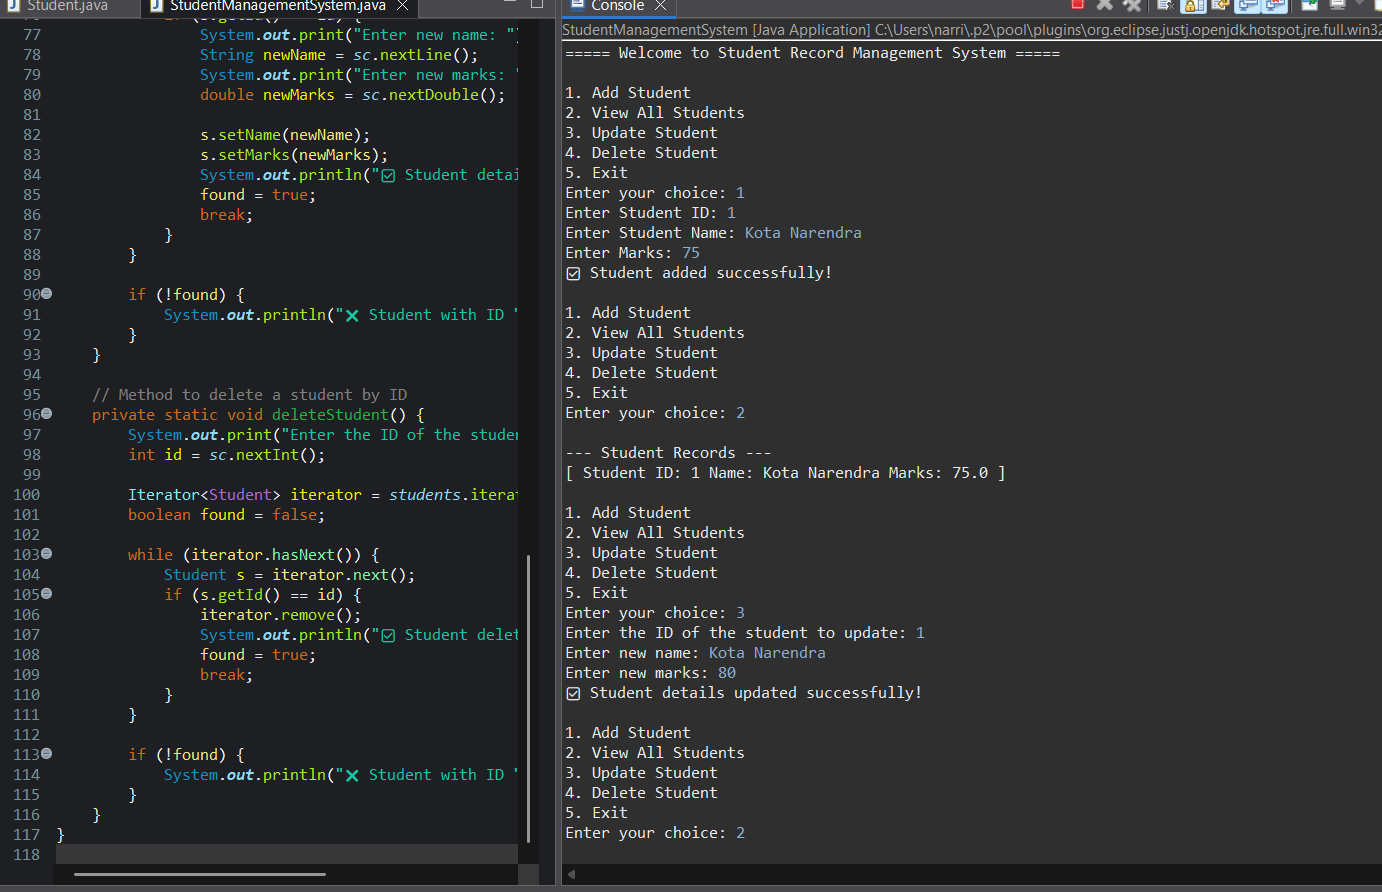 Student.java
StudentManagementSystem.java
77 System.out.print("Enter new name: ")
78 String newName = sc.nextLine();
79 System.out.print("Enter new marks: "
80 double newMarks = sc.nextDouble();
81
82 s.setName(newName);
83 s.setMarks(newMarks);
84 System.out.println("☑ Student detai
85 found = true;
86 break;
87 }
88 }
89
90 if (!found) {
91 System.out.println("❌ Student with ID "
92 }
93 }
94
95 // Method to delete a student by ID
96 private static void deleteStudent() {
97 System.out.print("Enter the ID of the studen
98 int id = sc.nextInt();
99
100 Iterator<Student> iterator = students.iterat
101 boolean found = false;
102
103 while (iterator.hasNext()) {
104 Student s = iterator.next();
105 if (s.getId() == id) {
106 iterator.remove();
107 System.out.println("☑ Student delet
108 found = true;
109 break;
110 }
111 }
112
113 if (!found) {
114 System.out.println("❌ Student with ID "
115 }
116 }
117 }
118
Console
StudentManagementSystem [Java Application] C:\Users\narri\.p2\pool\plugins\org.eclipse.justj.openjdk.hotspot.jre.full.win32
===== Welcome to Student Record Management System =====
1. Add Student
2. View All Students
3. Update Student
4. Delete Student
5. Exit
Enter your choice: 1
Enter Student ID: 1
Enter Student Name: Kota Narendra
Enter Marks: 75
☑ Student added successfully!
1. Add Student
2. View All Students
3. Update Student
4. Delete Student
5. Exit
Enter your choice: 2
--- Student Records ---
[ Student ID: 1 Name: Kota Narendra Marks: 75.0 ]
1. Add Student
2. View All Students
3. Update Student
4. Delete Student
5. Exit
Enter your choice: 3
Enter the ID of the student to update: 1
Enter new name: Kota Narendra
Enter new marks: 80
☑ Student details updated successfully!
1. Add Student
2. View All Students
3. Update Student
4. Delete Student
5. Exit
Enter your choice: 2